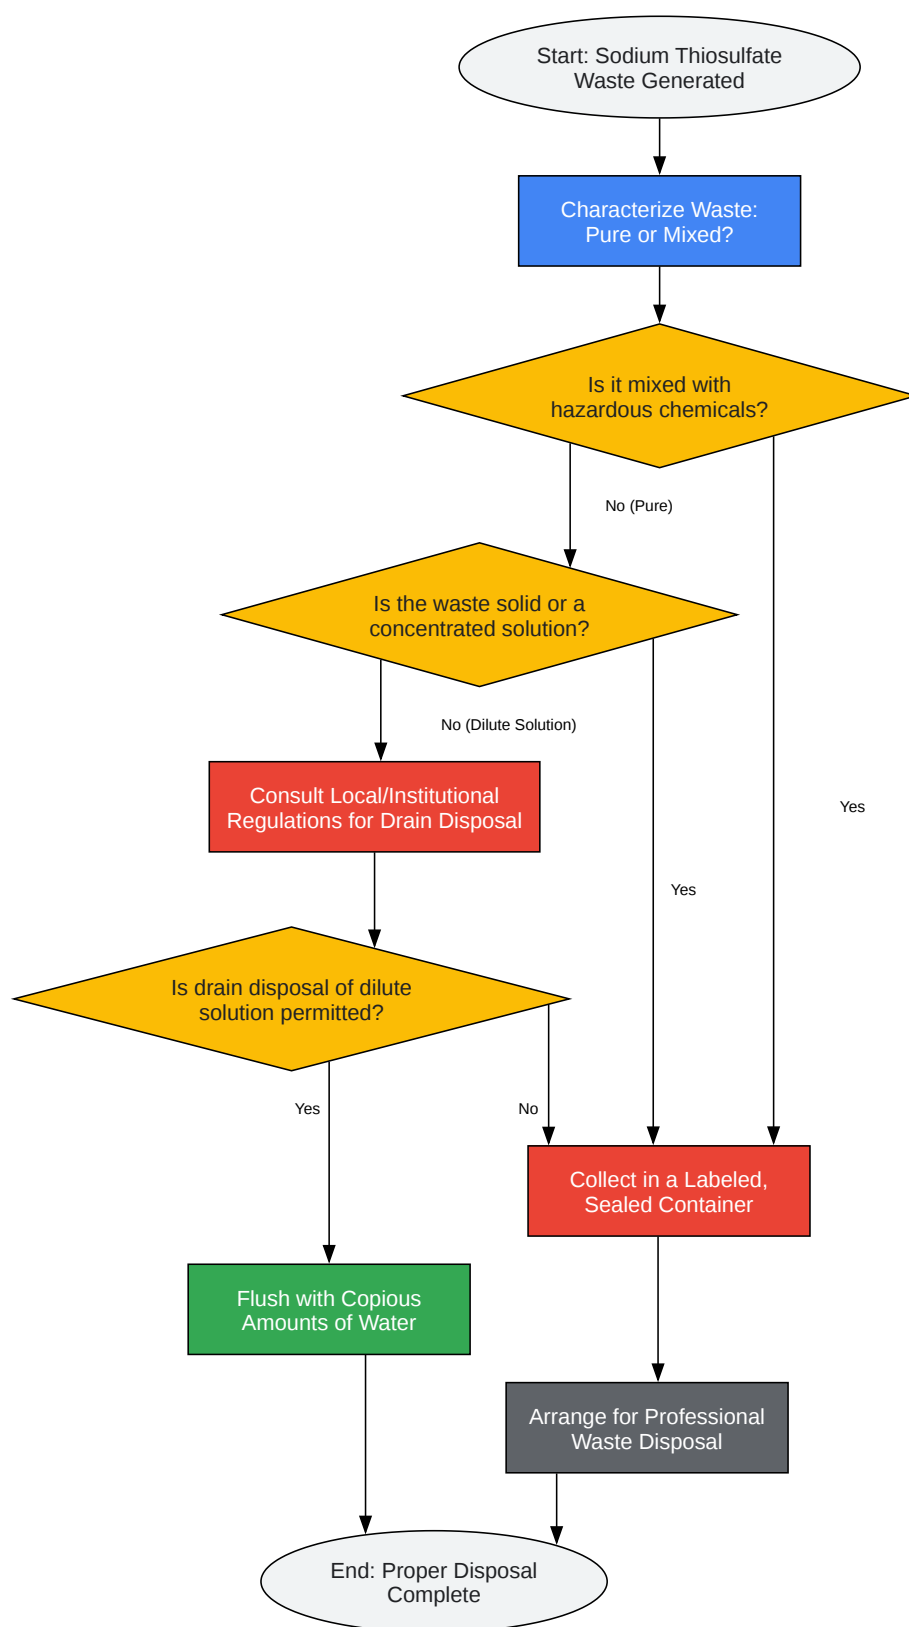 Start: Sodium Thiosulfate
Waste Generated
Characterize Waste:
Pure or Mixed?
Is it mixed with
hazardous chemicals?
No (Pure)
Is the waste solid or a
concentrated solution?
No (Dilute Solution)
Consult Local/Institutional
Regulations for Drain Disposal
Yes
Yes
Is drain disposal of dilute
solution permitted?
Yes
No
Collect in a Labeled,
Sealed Container
Flush with Copious
Amounts of Water
Arrange for Professional
Waste Disposal
End: Proper Disposal
Complete